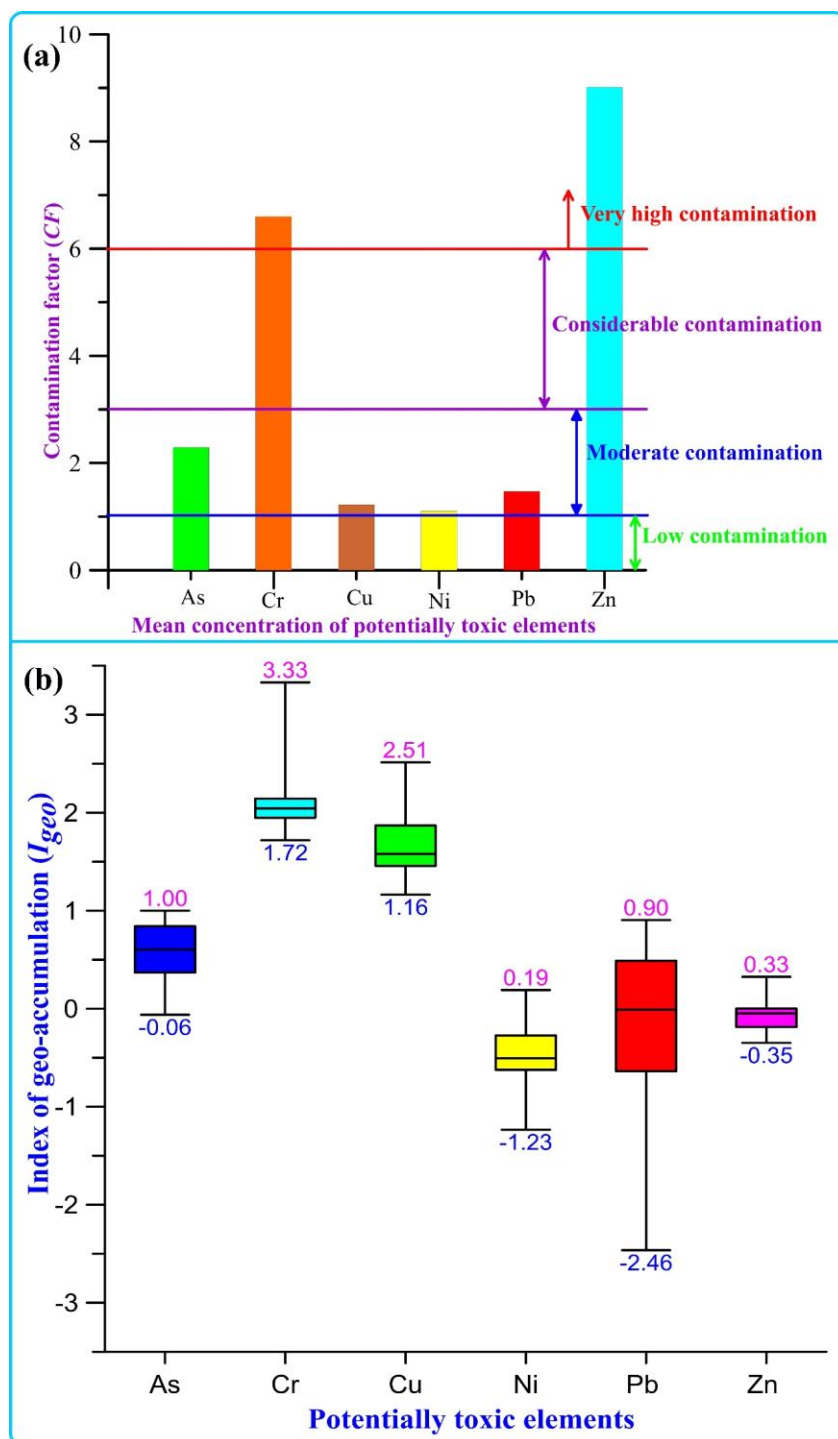 (a)
10
8
6
4
2
0
Contamination factor (CF)
Very high contamination
Considerable contamination
Moderate contamination
Low contamination
As Cr Cu Ni Pb Zn
Mean concentration of potentially toxic elements
(b)
3
2
1
0
-1
-2
-3
Index of geo-accumulation (Igeo)
3.33
2.51
1.72
1.16
1.00
0.90
-0.06
0.19
0.33
-0.35
-1.23
-2.46
As Cr Cu Ni Pb Zn
Potentially toxic elements